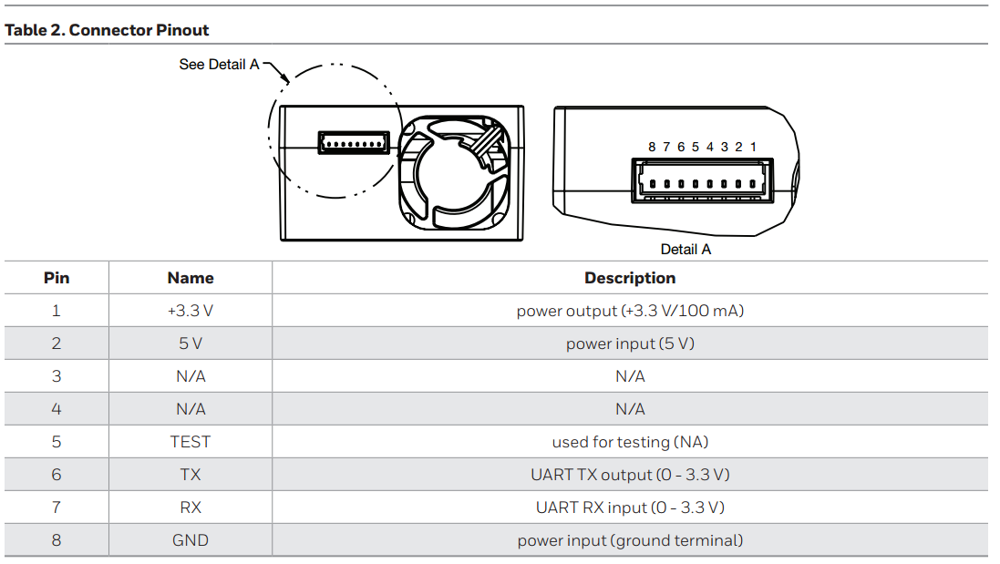 Table 2. Connector Pinout
See Detail A
8 7 6 5 4 3 2 1
Detail A
Pin Name Description
1 +3.3 V power output (+3.3 V/100 mA)
2 5 V power input (5 V)
3 N/A N/A
4 N/A N/A
5 TEST used for testing (NA)
6 TX UART TX output (0 - 3.3 V)
7 RX UART RX input (0 - 3.3 V)
8 GND power input (ground terminal)